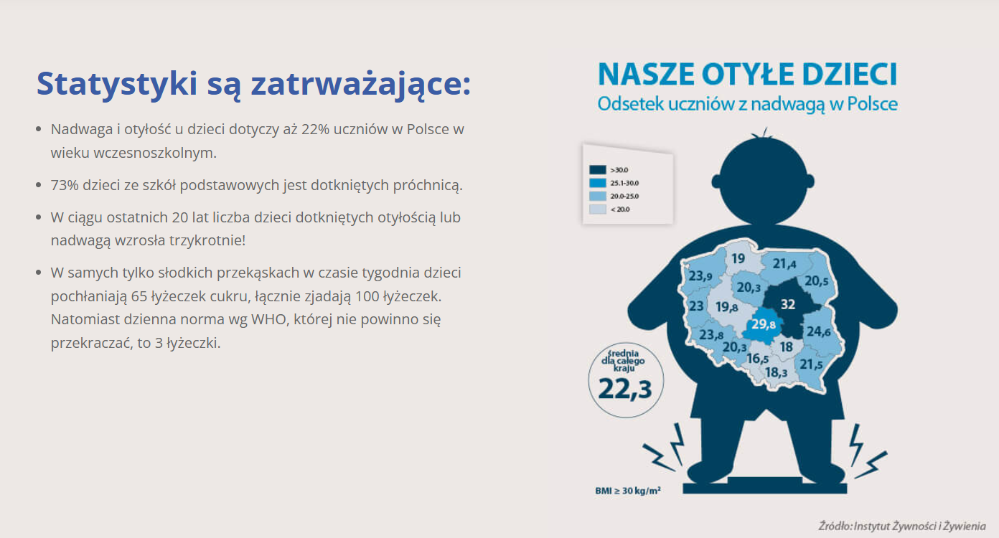 Statystyki są zatrważające:
Nadwaga i otyłość u dzieci dotyczy aż 22% uczniów w Polsce w
wieku wczesnoszkolnym.
73% dzieci ze szkół podstawowych jest dotkniętych próchnicą.
W ciągu ostatnich 20 lat liczba dzieci dotkniętych otyłością lub
nadwagą wzrosła trzykrotnie!
W samych tylko słodkich przekąskach w czasie tygodnia dzieci
pochłaniają 65 łyżeczek cukru, łącznie zjadają 100 łyżeczek.
Natomiast dzienna norma wg WHO, której nie powinno się
przekraczać, to 3 łyżeczki.
NASZE OTYŁE DZIECI
Odsetek uczniów z nadwagą w Polsce
>30.0
25.1-30.0
20.0-25.0
< 20.0
19
21,4
23,9
20,5
20,3
23
19,8
32
29,8
24,6
23,8
20,3
18
16,5
21,5
18,3
średnia
dla całego
kraju
22,3
BMI ≥ 30 kg/m²
Źródło: Instytut Żywności i Żywienia